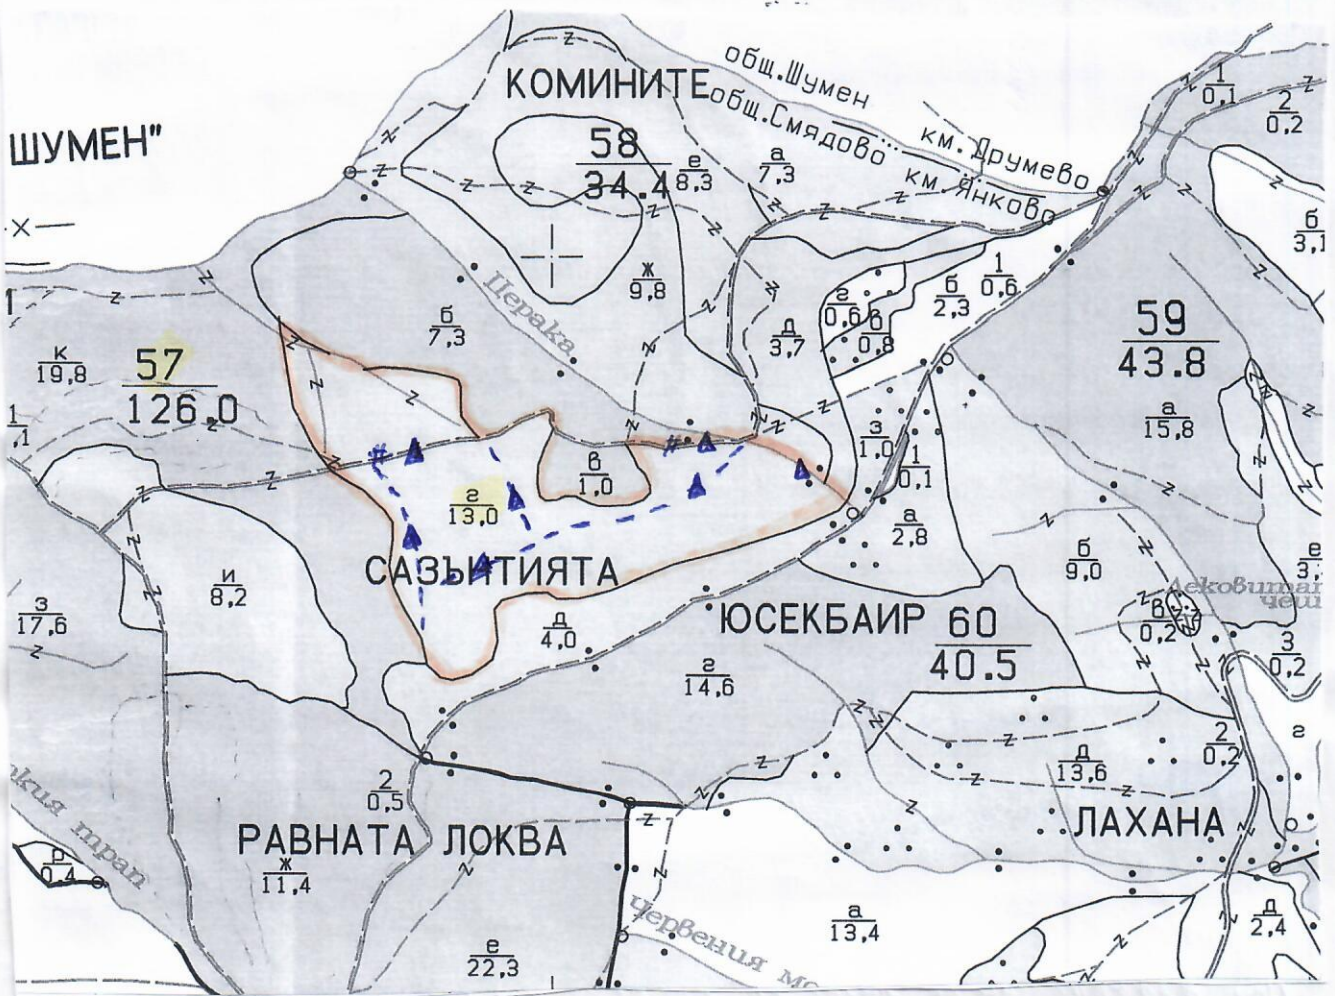 КОМИНИТЕ
общ.Шумен
общ.Смядово
км. Друмево
км. Янково
ШУМЕН"
58
34.4
е
8,3
а
7,3
1
0,1
2
0,2
б
3,1
ж
9,8
Церака
б
7,3
д
3,7
г
0,6
в
0,8
б
2,3
1
0,6
59
43.8
к
19,8
57
126.0
а
15,8
з
1,0
1
0,1
в
1,0
г
13,0
а
2,8
САЗЪИТИЯТА
б
9,0
и
8,2
з
17,6
д
4,0
ЮСЕКБАИР
60
40.5
в
0,2
3
0,2
г
14,6
2
0,2
г
д
13,6
2
0,5
РАВНАТА ЛОКВА
ЛАХАНА
трап
р
0,4
ж
11,4
е
22,3
Червения
а
13,4
д
2,4